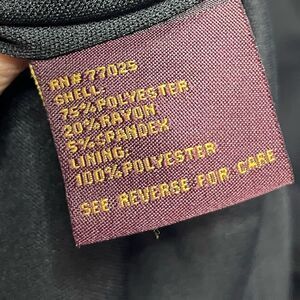 RN#77025
SHELL:
75%POLYESTER
20%RAYON
5%SPANDEX
LINING:
100%POLYESTER
SEE REVERSE FOR CARE